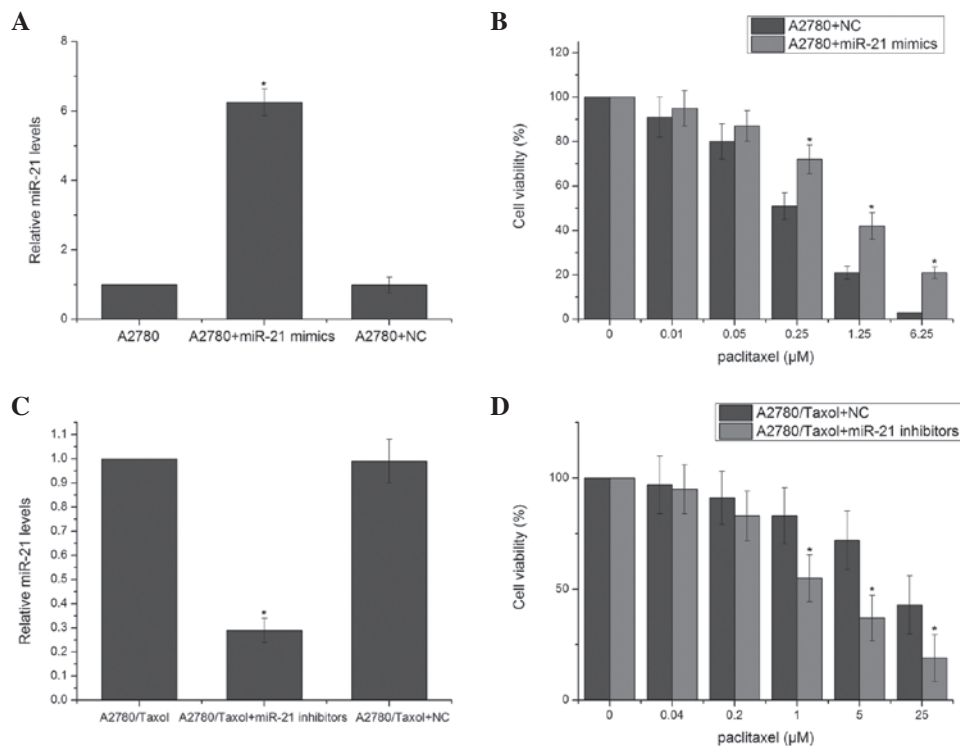 A
Relative miR-21 levels
8
6
4
2
0
*
A2780
A2780+miR-21 mimics
A2780+NC
B
A2780+NC
A2780+miR-21 mimics
Cell viability (%)
120
100
80
60
40
20
0
*
*
*
0
0.01
0.05
0.25
1.25
6.25
paclitaxel (μM)
C
Relative miR-21 levels
1.1
1.0
0.9
0.8
0.7
0.6
0.5
0.4
0.3
0.2
0.1
0.0
*
A2780/Taxol
A2780/Taxol+miR-21 inhibitors
A2780/Taxol+NC
D
A2780/Taxol+NC
A2780/Taxol+miR-21 inhibitors
Cell viability (%)
100
50
0
*
*
*
0
0.04
0.2
1
5
25
paclitaxel (μM)